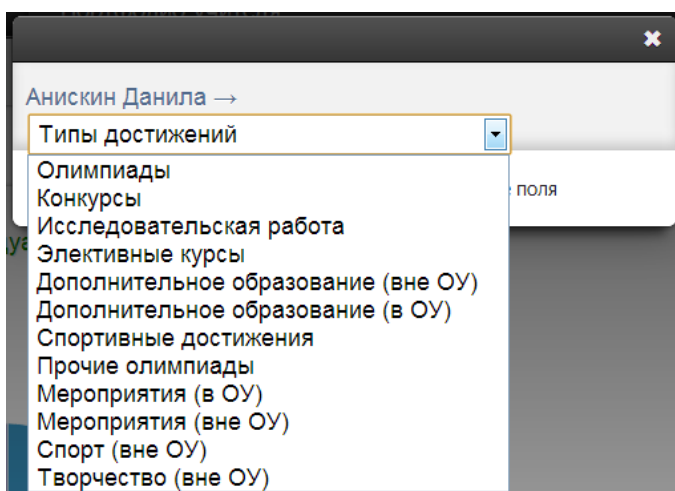 Анискин Данила →
Типы достижений
Олимпиады
поля
Конкурсы
Исследовательская работа
Элективные курсы
Дополнительное образование (вне ОУ)
Дополнительное образование (в ОУ)
Спортивные достижения
Прочие олимпиады
Мероприятия (в ОУ)
Мероприятия (вне ОУ)
Спорт (вне ОУ)
Творчество (вне ОУ)